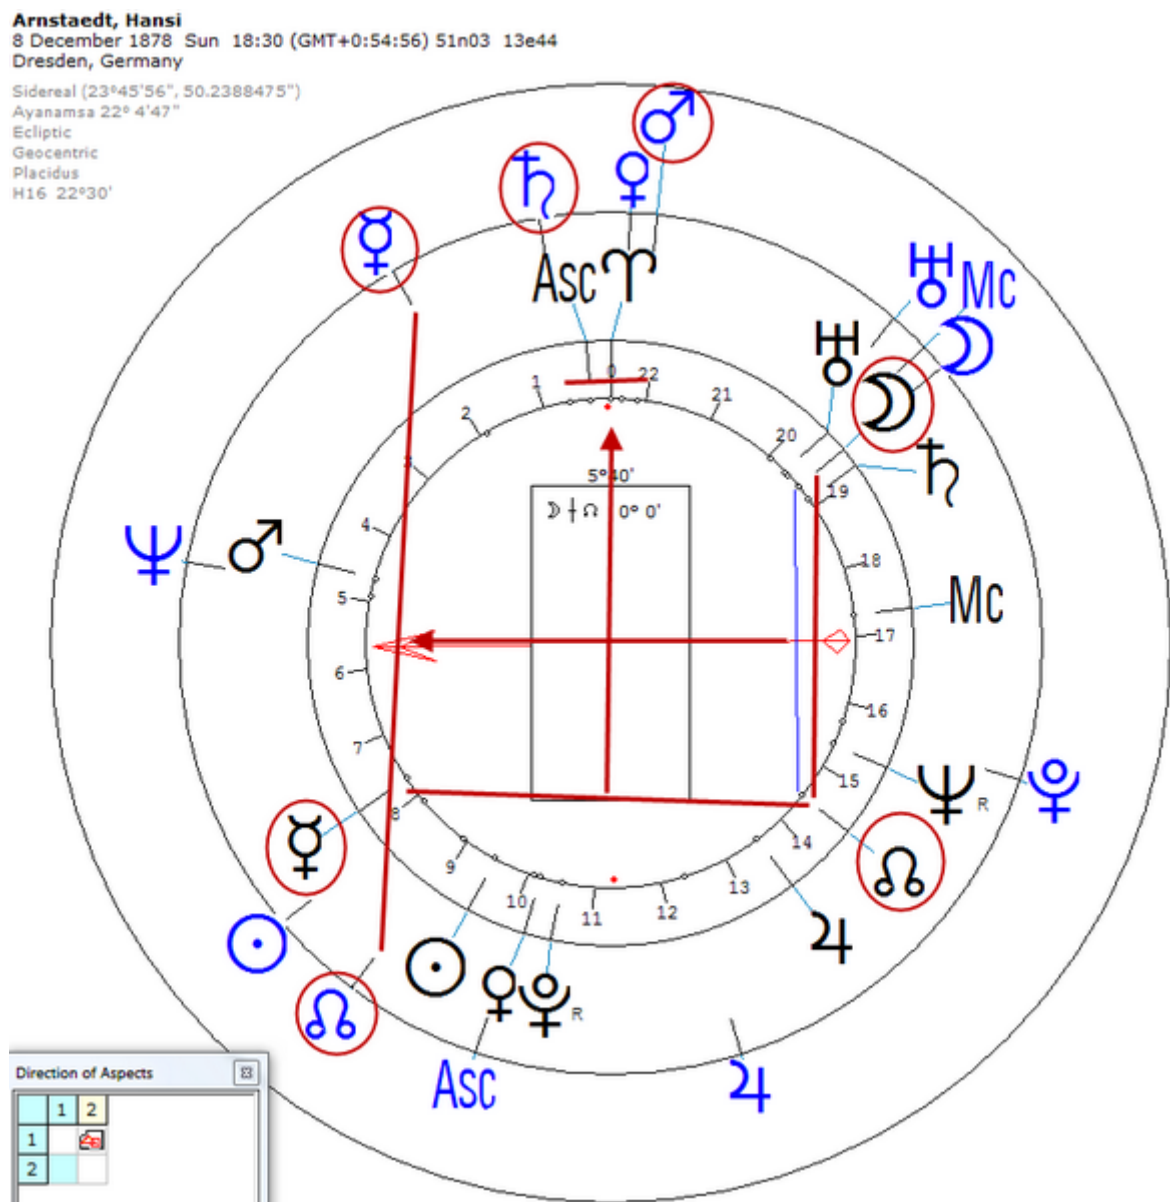 Arnstaedt, Hansi
8 December 1878 Sun 18:30 (GMT+0:54:56) 51n03 13e44
Dresden, Germany
Sidereal (23°45'56", 50.2388475")
Ayanamsa 22° 4'47"
Ecliptic
Geocentric
Placidus
H16 22°30'
♂
♄ ♀
☿
Asc ♈
♅ Mc
☽
♅
☽
♄
1 0 22
21
2
20
3
19
5°40'
☽ ⟊ ☊ 0° 0'
4
♆ ♂
18
5
Mc
17
6
16
7
15
♆ R
♇
8
14
☿
☊
9
13
10 11 12
♃
☉
☉
♀ ♇ R
☊
Asc
♃
Direction of Aspects
1 2
1
2